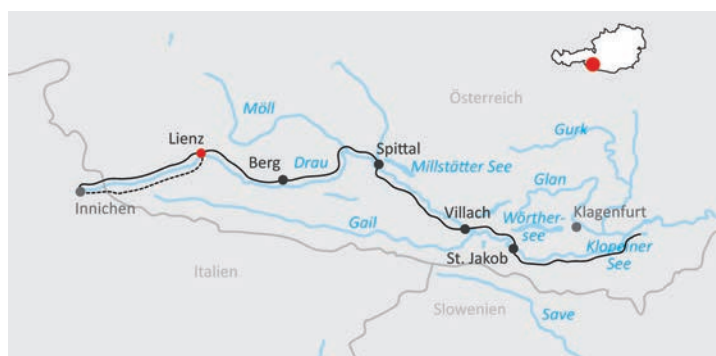 Österreich
Möll
Gurk
Lienz
Spittal
Berg
Drau
Millstätter See
Glan
Innichen
Villach
Wörther-
see
Klagenfurt
Gail
St. Jakob
Klopeiner
See
Italien
Slowenien
Save